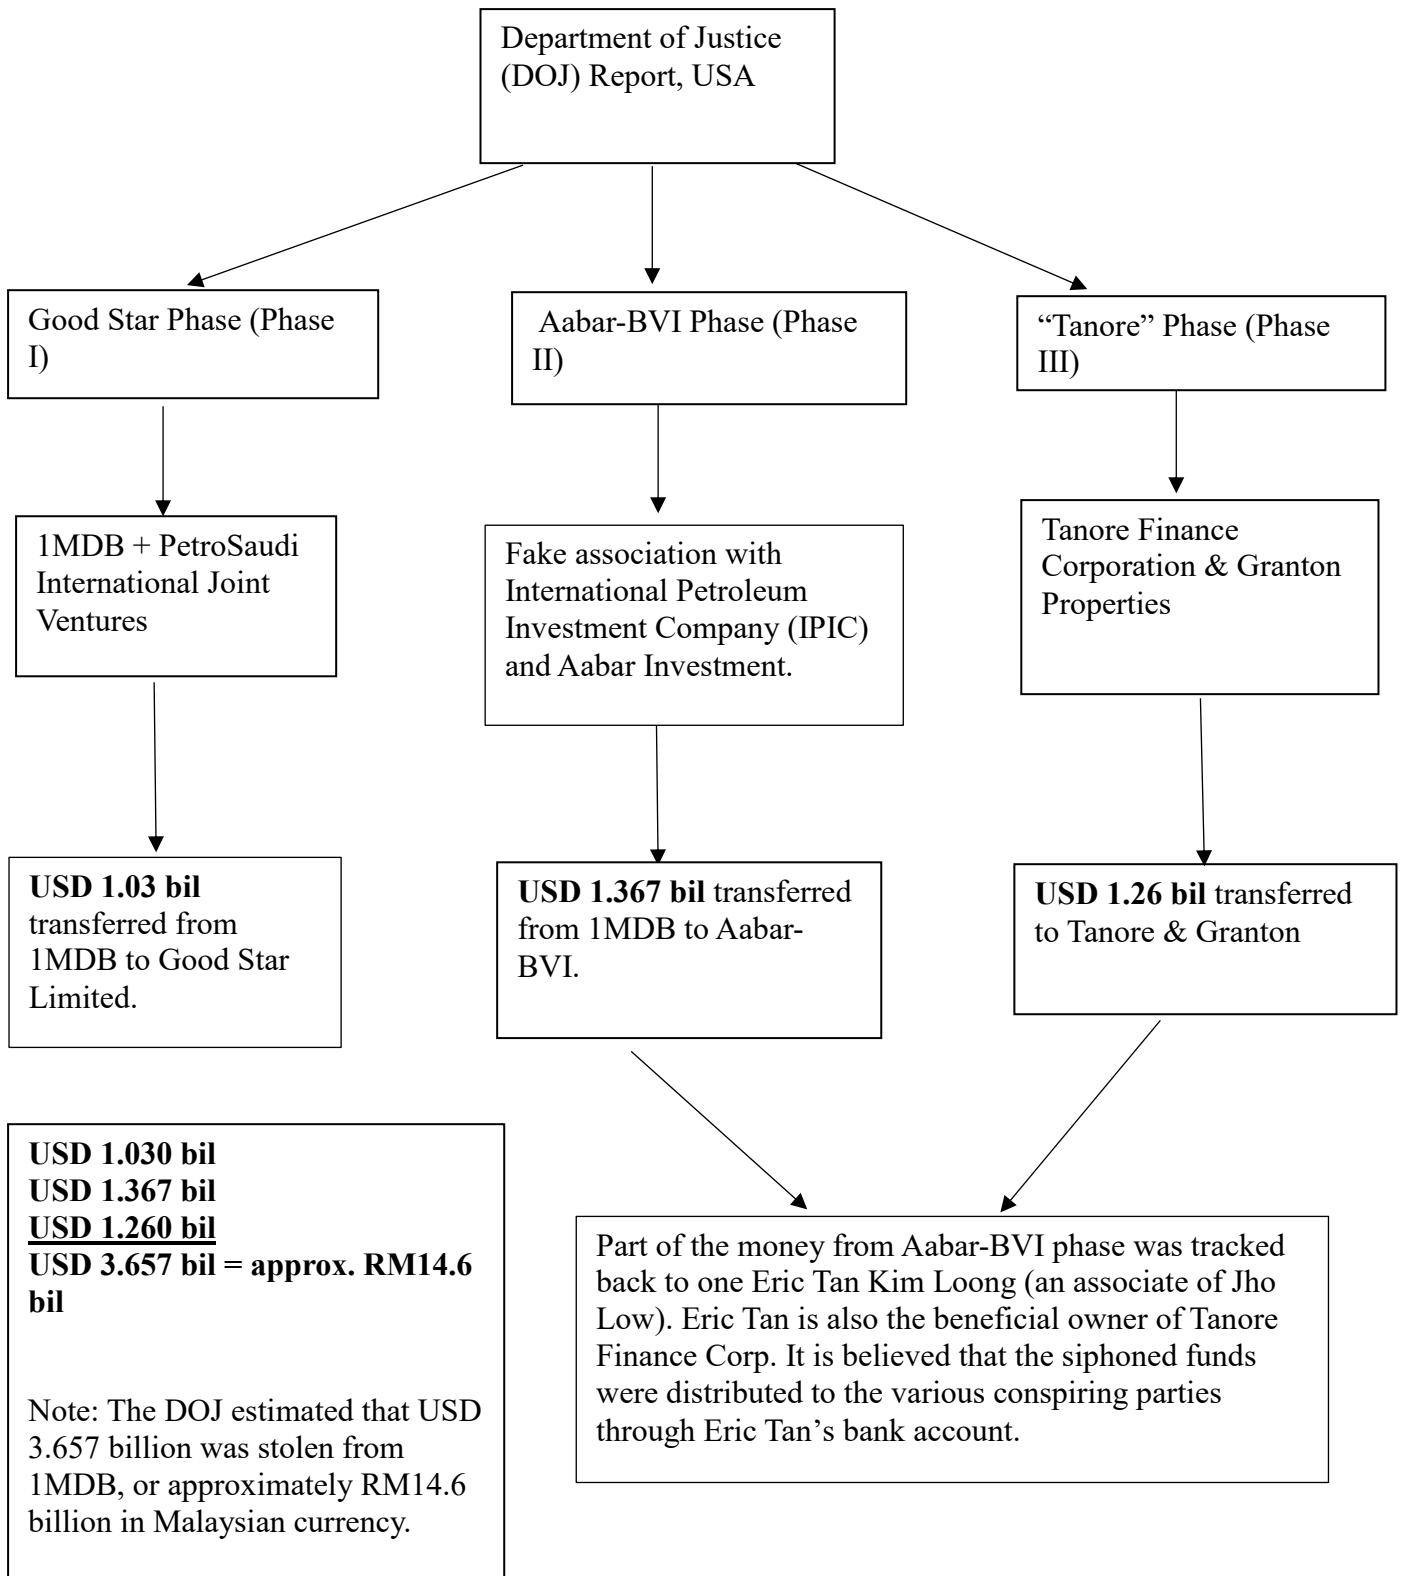 Department of Justice
(DOJ) Report, USA
Good Star Phase (Phase
I)
Aabar-BVI Phase (Phase
II)
“Tanore” Phase (Phase
III)
1MDB + PetroSaudi
International Joint
Ventures
Fake association with
International Petroleum
Investment Company (IPIC)
and Aabar Investment.
Tanore Finance
Corporation & Granton
Properties
USD 1.03 bil
transferred from
1MDB to Good Star
Limited.
USD 1.367 bil transferred
from 1MDB to Aabar-
BVI.
USD 1.26 bil transferred
to Tanore & Granton
USD 1.030 bil
USD 1.367 bil
USD 1.260 bil
USD 3.657 bil = approx. RM14.6
bil
Note: The DOJ estimated that USD
3.657 billion was stolen from
1MDB, or approximately RM14.6
billion in Malaysian currency.
Part of the money from Aabar-BVI phase was tracked
back to one Eric Tan Kim Loong (an associate of Jho
Low). Eric Tan is also the beneficial owner of Tanore
Finance Corp. It is believed that the siphoned funds
were distributed to the various conspiring parties
through Eric Tan’s bank account.